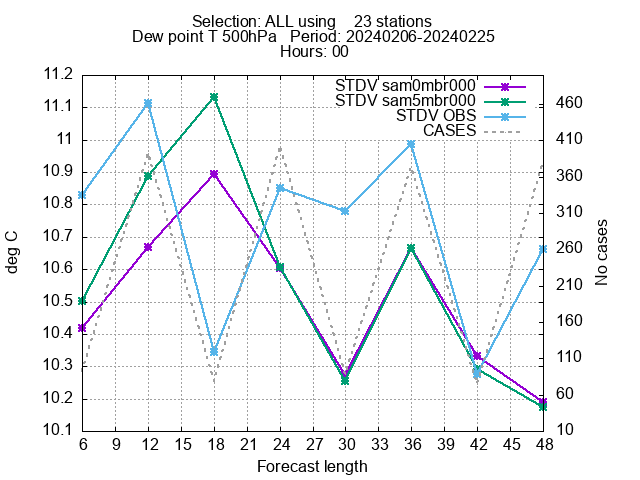 Selection: ALL using    23 stations
Dew point T 500hPa   Period: 20240206-20240225
Hours: 00
STDV sam0mbr000
STDV sam5mbr000
STDV OBS
CASES
11.2
11.1
11
10.9
10.8
10.7
10.6
10.5
10.4
10.3
10.2
10.1
deg C
460
410
360
310
260
210
160
110
60
10
No cases
6 9 12 15 18 21 24 27 30 33 36 39 42 45 48
Forecast length